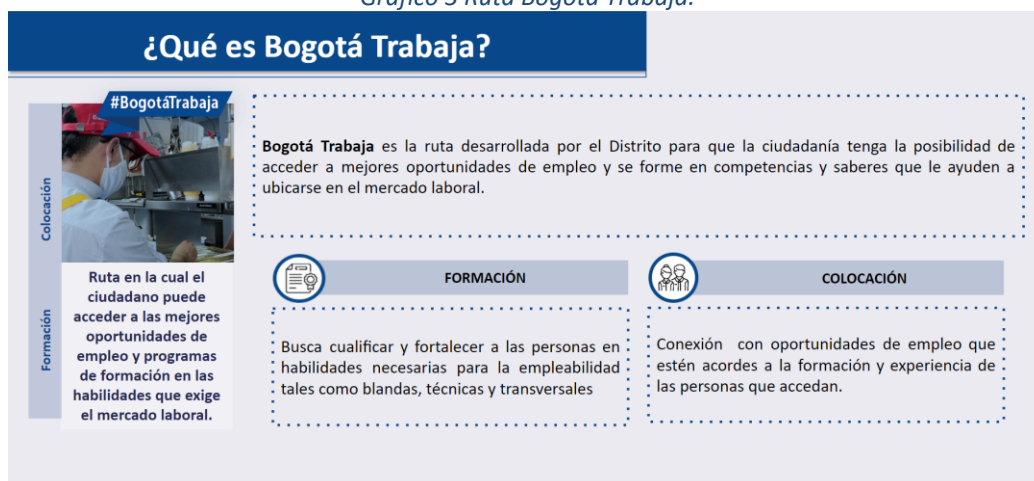 Gráfico 3 Ruta Bogotá Trabaja.
¿Qué es Bogotá Trabaja?
#BogotáTrabaja
Colocación
Formación
Ruta en la cual el
ciudadano puede
acceder a las mejores
oportunidades de
empleo y programas
de formación en las
habilidades que exige
el mercado laboral.
Bogotá Trabaja es la ruta desarrollada por el Distrito para que la ciudadanía tenga la posibilidad de
acceder a mejores oportunidades de empleo y se forme en competencias y saberes que le ayuden a
ubicarse en el mercado laboral.
FORMACIÓN
Busca cualificar y fortalecer a las personas en
habilidades necesarias para la empleabilidad
tales como blandas, técnicas y transversales
COLOCACIÓN
Conexión con oportunidades de empleo que
estén acordes a la formación y experiencia de
las personas que accedan.